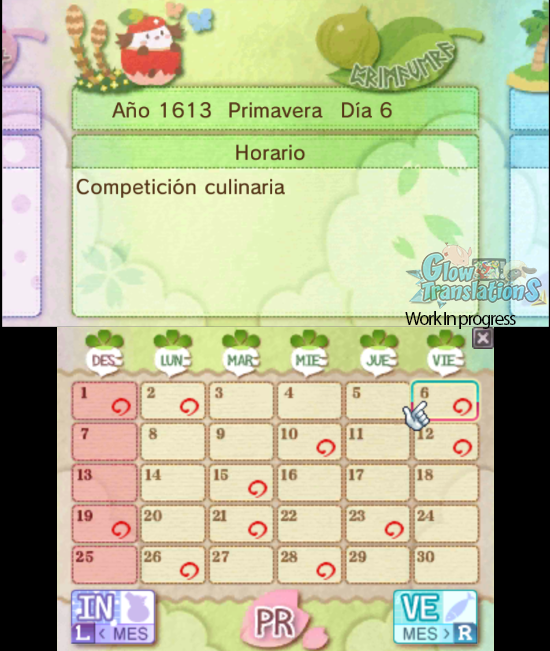 Año 1613 Primavera Día 6
Horario
Competición culinaria
Glow
Translations
Work In progress
DES LUN MAR MIE JUE VIE
1 2 3 4 5 6
7 8 9 10 11 12
13 14 15 16 17 18
19 20 21 22 23 24
25 26 27 28 29 30
IN PR VE
L < MES MES > R